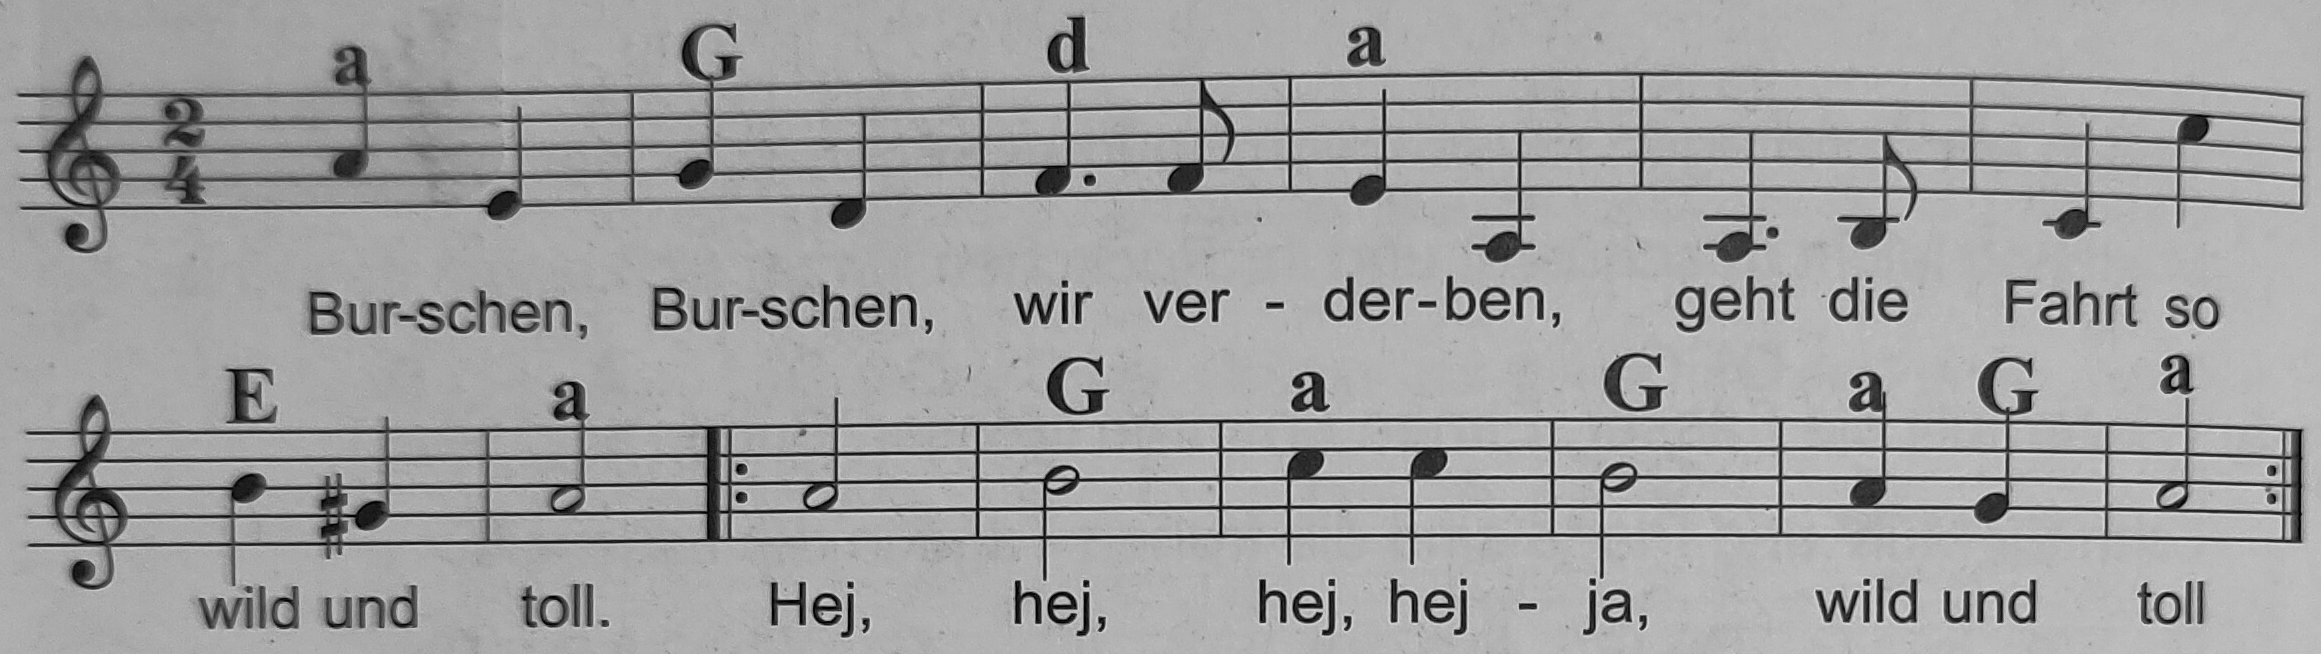 a G d a
2
4
Bur-schen, Bur-schen, wir ver - der-ben, geht die Fahrt so
E a G a G a G a
wild und toll. Hej, hej, hej, hej - ja, wild und toll